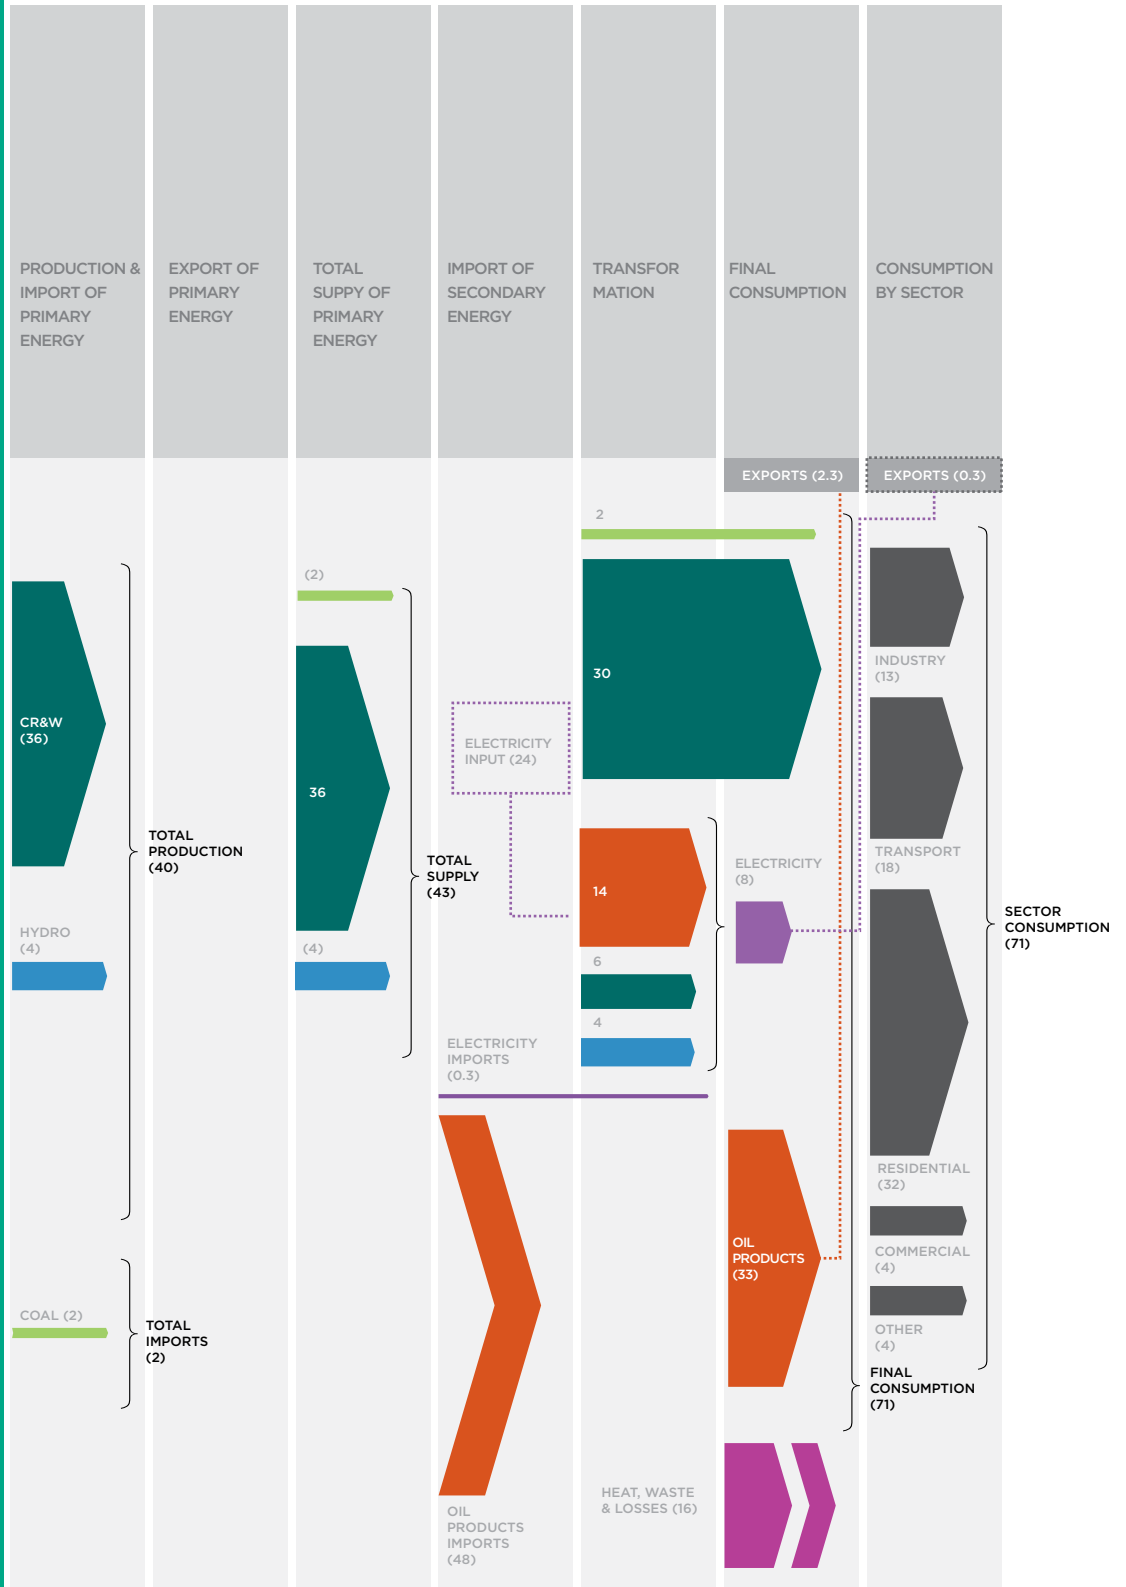 PRODUCTION &
IMPORT OF
PRIMARY
ENERGY
EXPORT OF
PRIMARY
ENERGY
TOTAL
SUPPY OF
PRIMARY
ENERGY
IMPORT OF
SECONDARY
ENERGY
TRANSFOR
MATION
FINAL
CONSUMPTION
CONSUMPTION
BY SECTOR
CR&W
(36)
HYDRO
(4)
COAL (2)
TOTAL
PRODUCTION
(40)
TOTAL
IMPORTS
(2)
(2)
36
(4)
TOTAL
SUPPLY
(43)
ELECTRICITY
INPUT (24)
ELECTRICITY
IMPORTS
(0.3)
OIL
PRODUCTS
IMPORTS
(48)
2
30
14
6
4
HEAT, WASTE
& LOSSES (16)
EXPORTS (2.3)
ELECTRICITY
(8)
OIL
PRODUCTS
(33)
FINAL
CONSUMPTION
(71)
EXPORTS (0.3)
INDUSTRY
(13)
TRANSPORT
(18)
RESIDENTIAL
(32)
COMMERCIAL
(4)
OTHER
(4)
SECTOR
CONSUMPTION
(71)